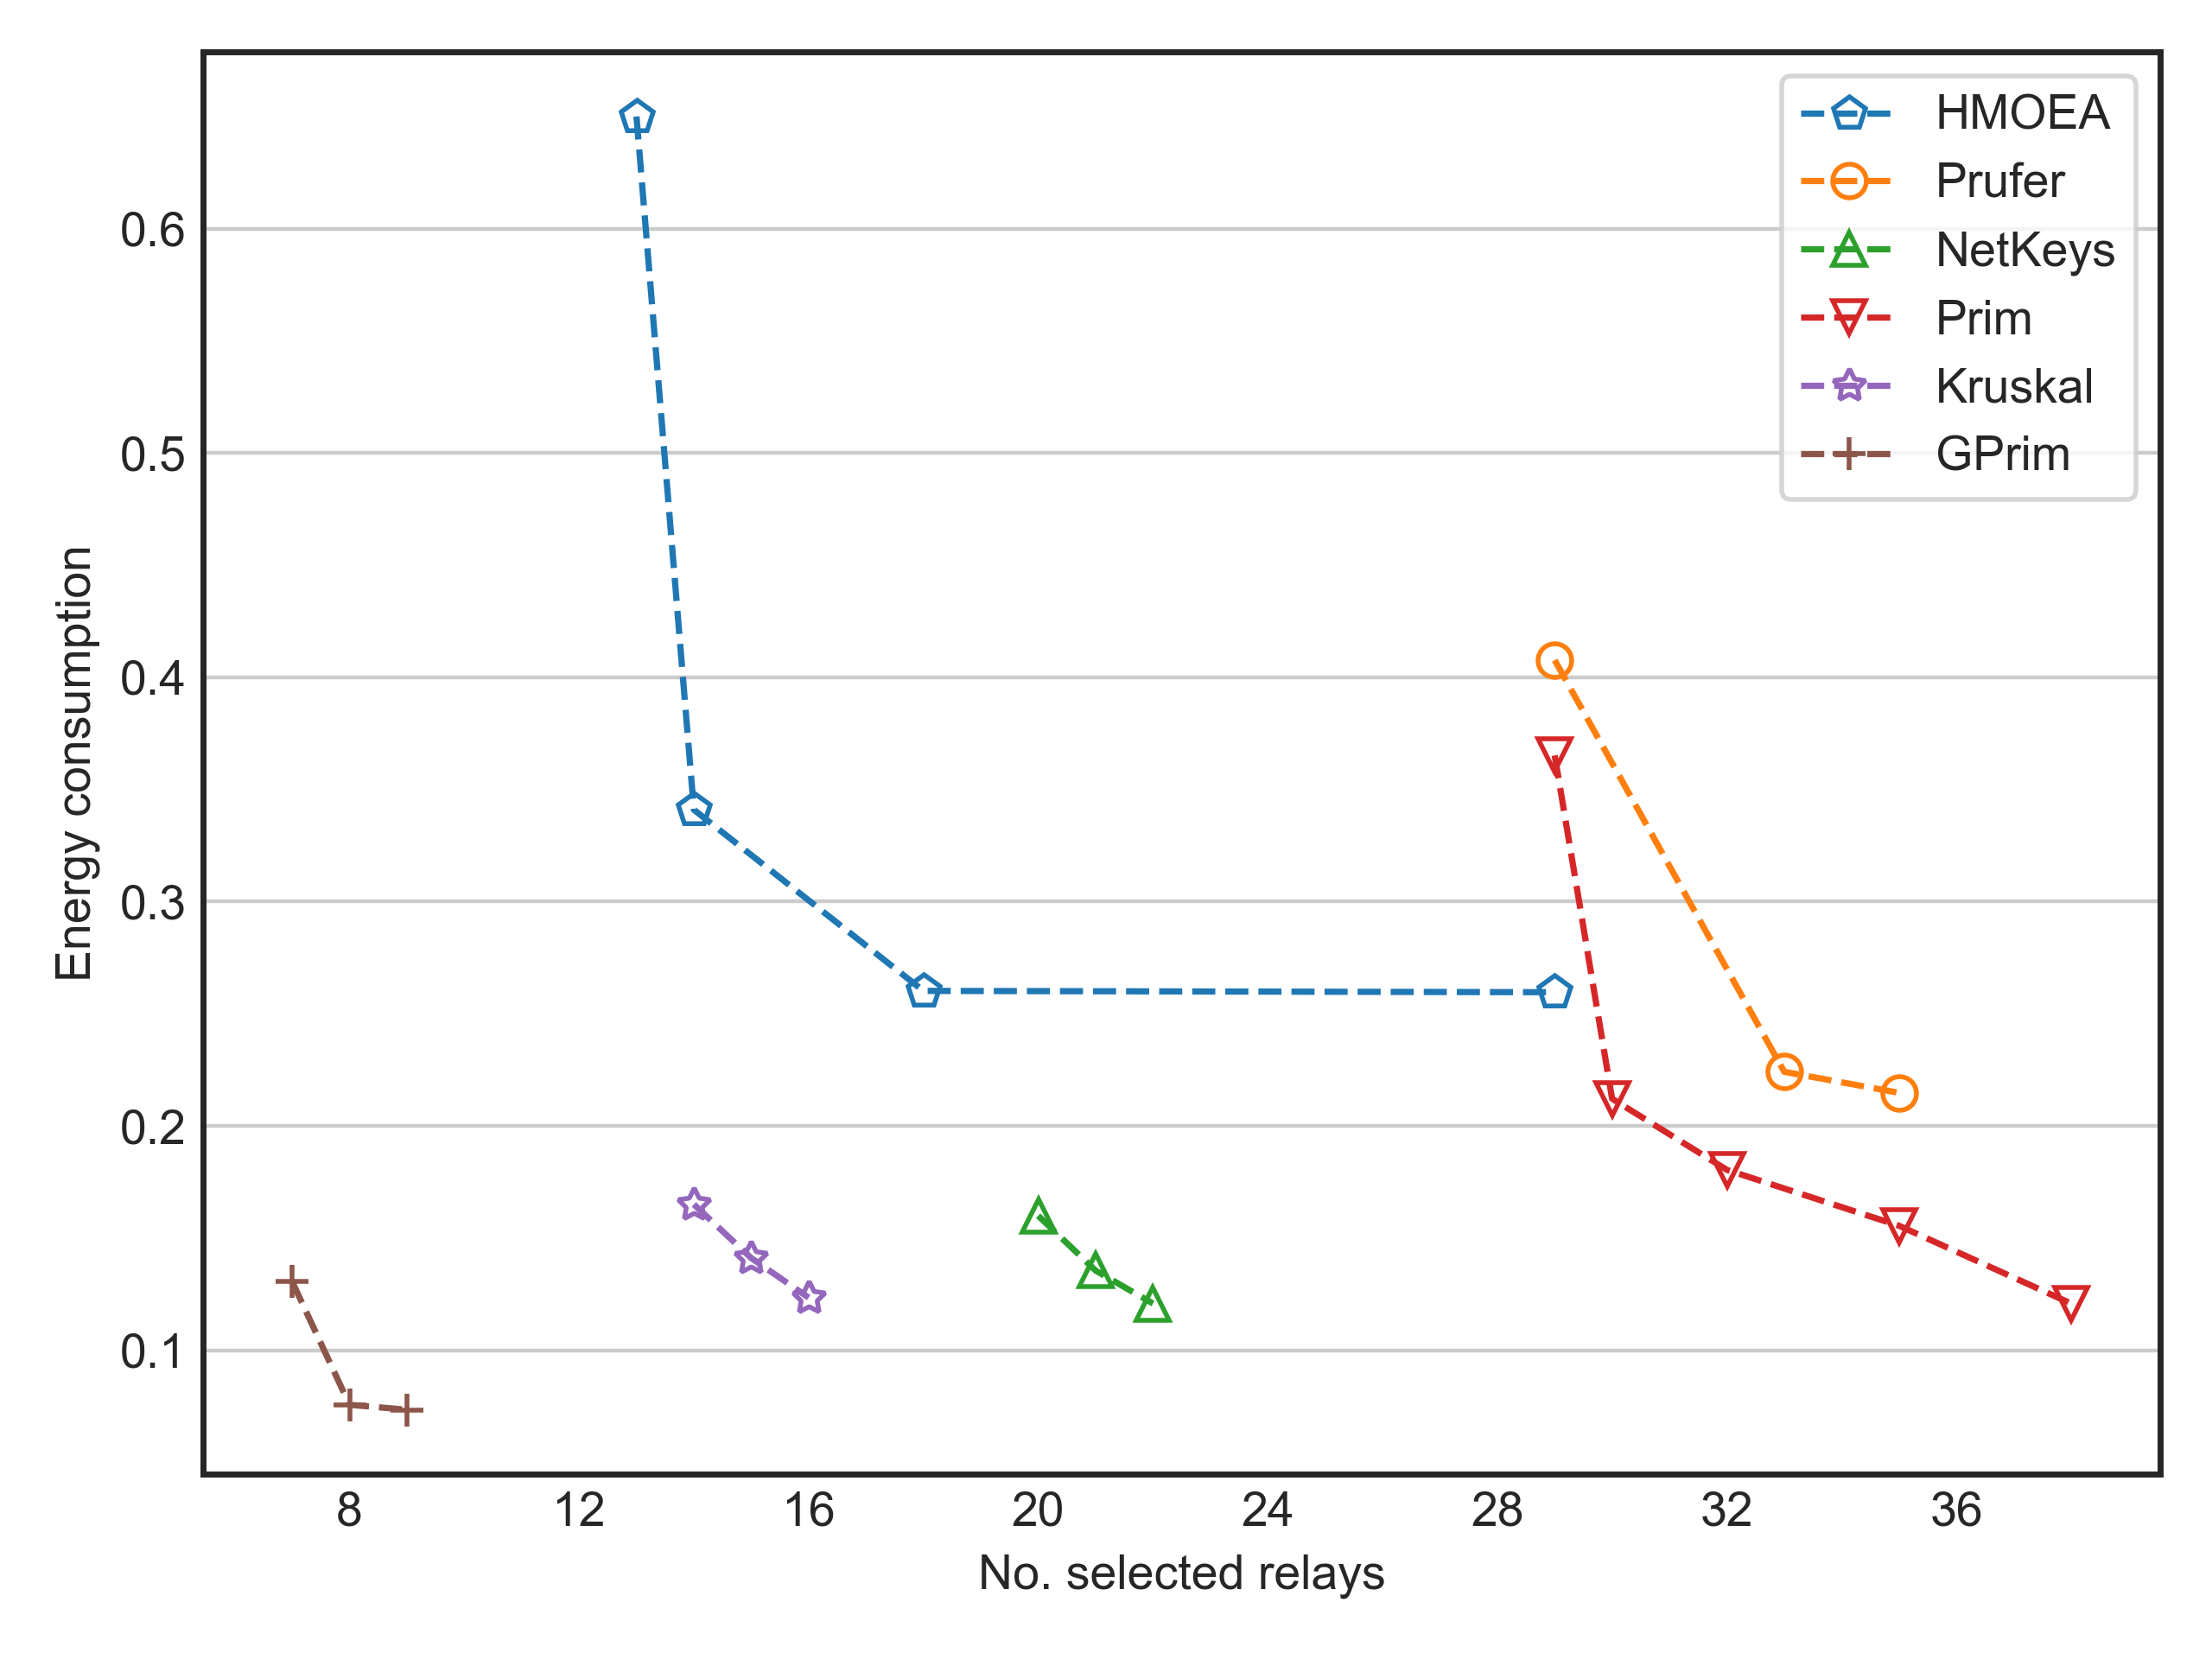 HMOEA
Prufer
NetKeys
Prim
Kruskal
GPrim
Energy consumption
0.6
0.5
0.4
0.3
0.2
0.1
8 12 16 20 24 28 32 36
No. selected relays